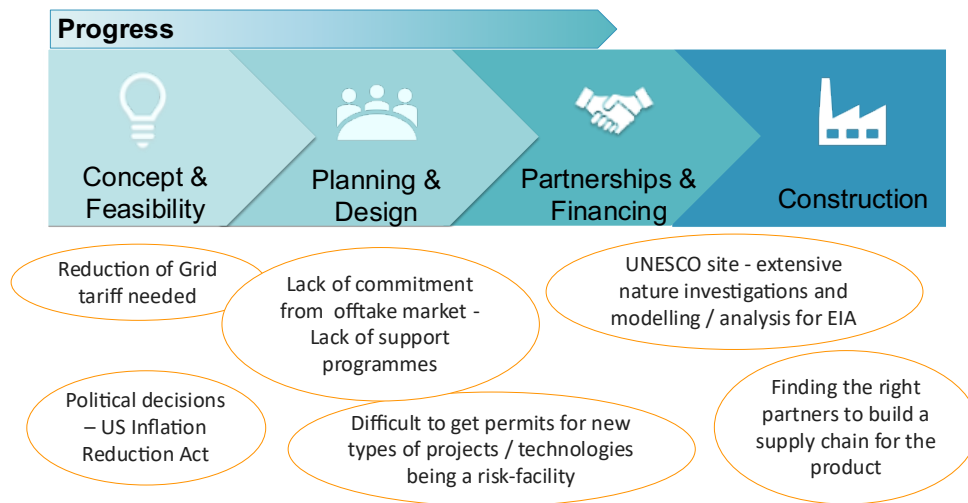 Progress
Concept &
Feasibility
Planning &
Design
Partnerships &
Financing
Construction
Reduction of Grid
tariff needed
Lack of commitment
from offtake market -
Lack of support
programmes
UNESCO site - extensive
nature investigations and
modelling / analysis for EIA
Political decisions
– US Inflation
Reduction Act
Difficult to get permits for new
types of projects / technologies
being a risk-facility
Finding the right
partners to build a
supply chain for the
product